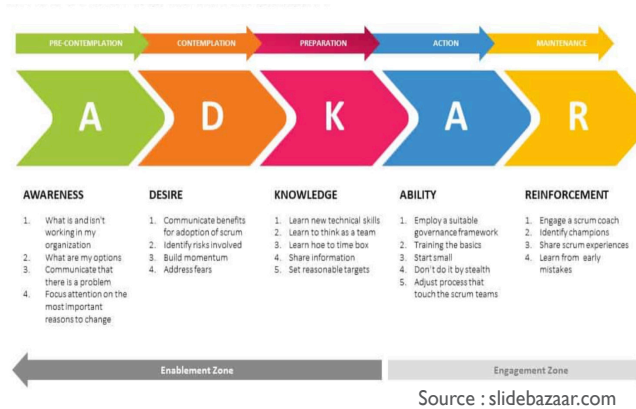 PRE-CONTEMPLATION
CONTEMPLATION
PREPARATION
ACTION
MAINTENANCE
A
D
K
A
R
AWARENESS
1. What is and isn't
working in my
organization
2. What are my options
3. Communicate that
there is a problem
4. Focus attention on the
most important
reasons to change
DESIRE
1. Communicate benefits
for adoption of scrum
2. Identify risks involved
3. Build momentum
4. Address fears
KNOWLEDGE
1. Learn new technical skills
2. Learn to think as a team
3. Learn hoe to time box
4. Share information
5. Set reasonable targets
ABILITY
1. Employ a suitable
governance framework
2. Training the basics
3. Start small
4. Don't do it by stealth
5. Adjust process that
touch the scrum teams
REINFORCEMENT
1. Engage a scrum coach
2. Identify champions
3. Share scrum experiences
4. Learn from early
mistakes
Enablement Zone
Engagement Zone
Source : slidebazaar.com